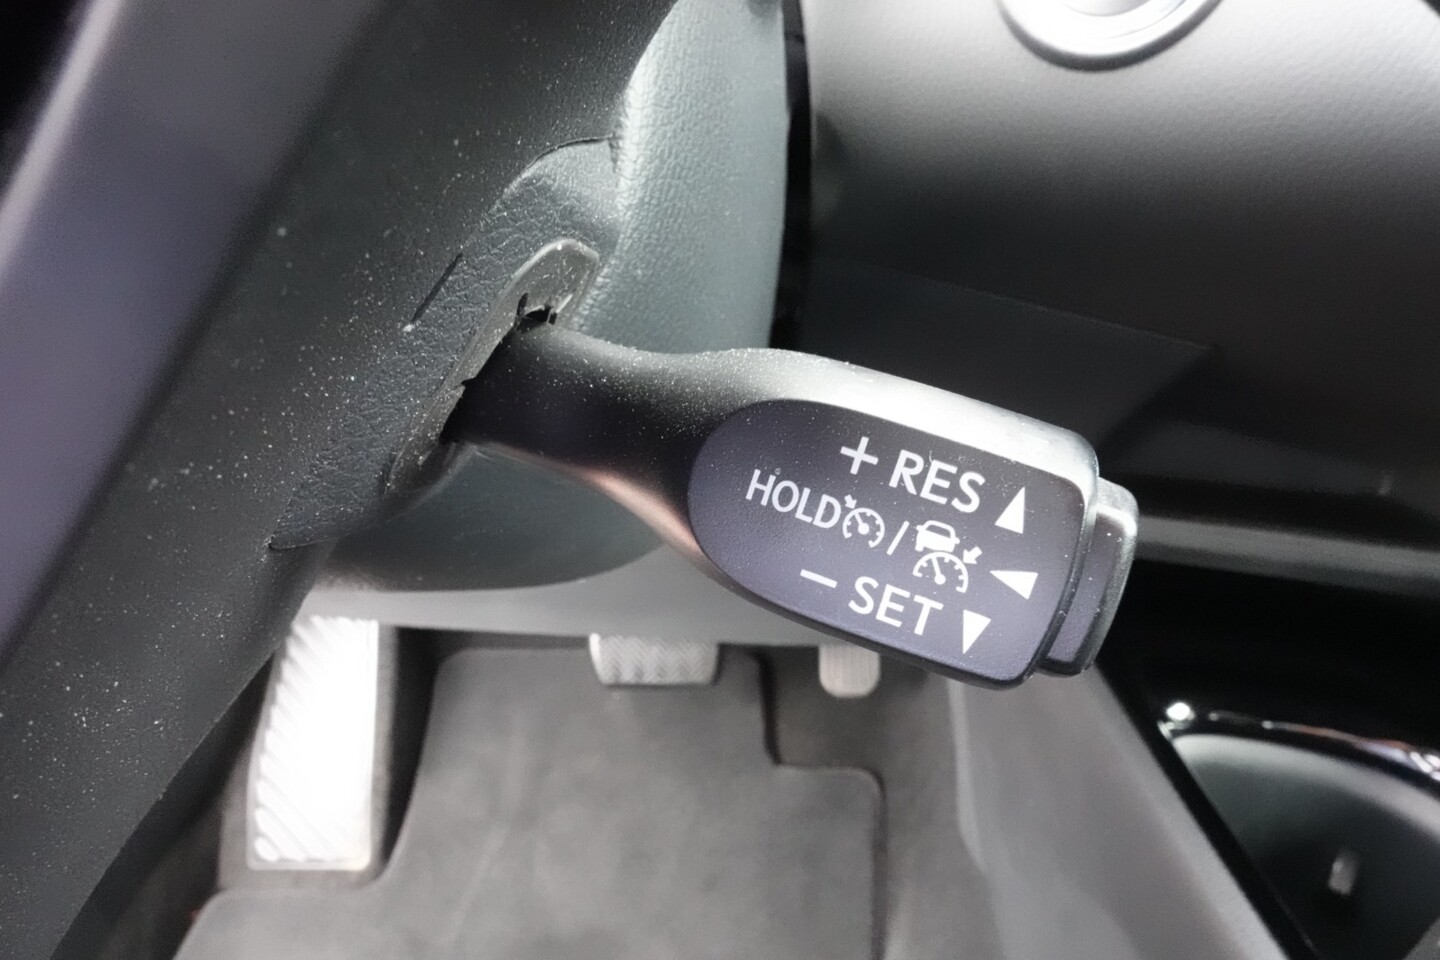 + RES ▲
HOLD / ◀
− SET ▼